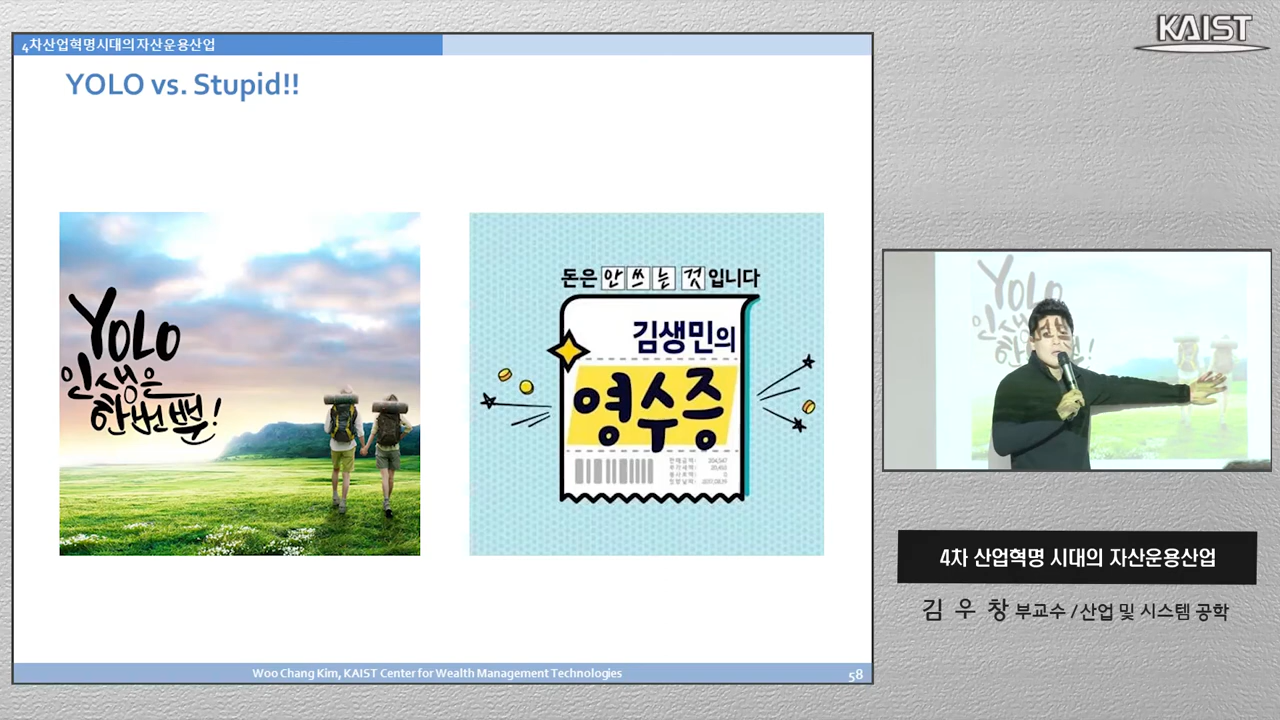 4차산업혁명시대의자산운용산업
KAIST
YOLO vs. Stupid!!
YOLO
인생은
한번뿐!
돈은 안쓰는 것 입니다
김생민의
영수증
YOLO
4차 산업혁명 시대의 자산운용산업
김 우 창 부교수 / 산업 및 시스템 공학
Woo Chang Kim, KAIST Center for Wealth Management Technologies
58